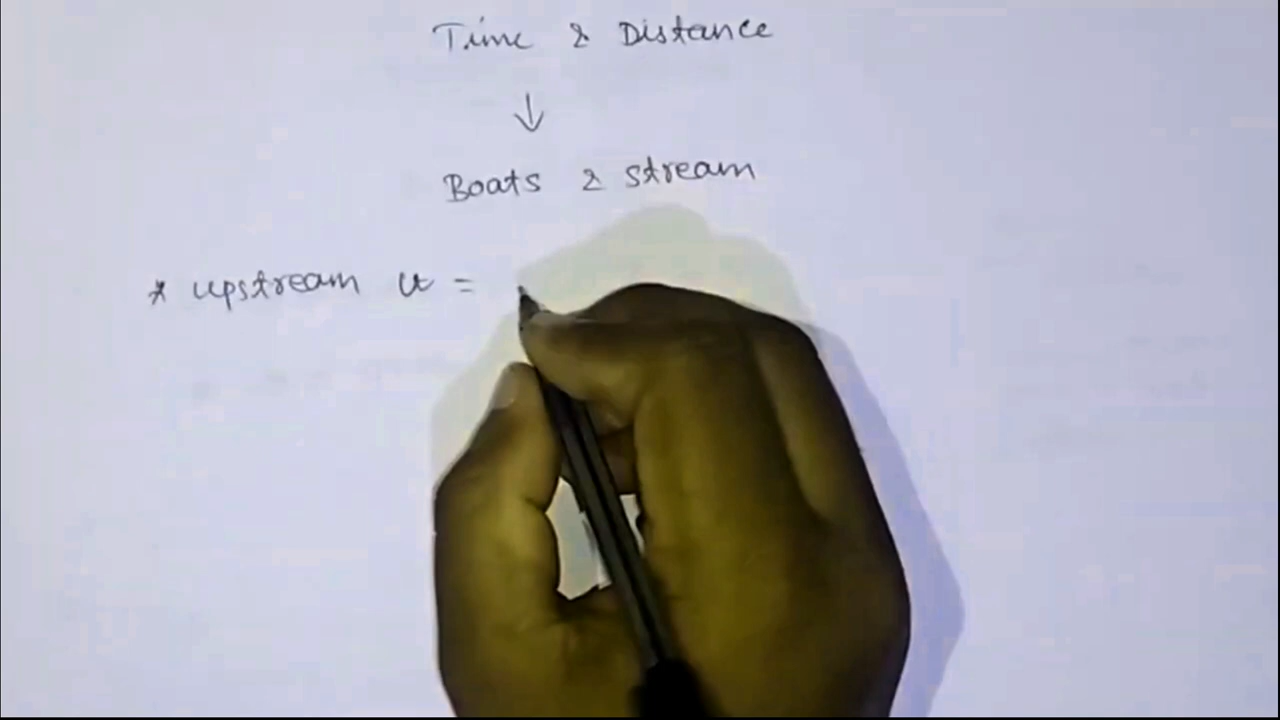 Time & Distance
↓
Boats & stream
* upstream u =